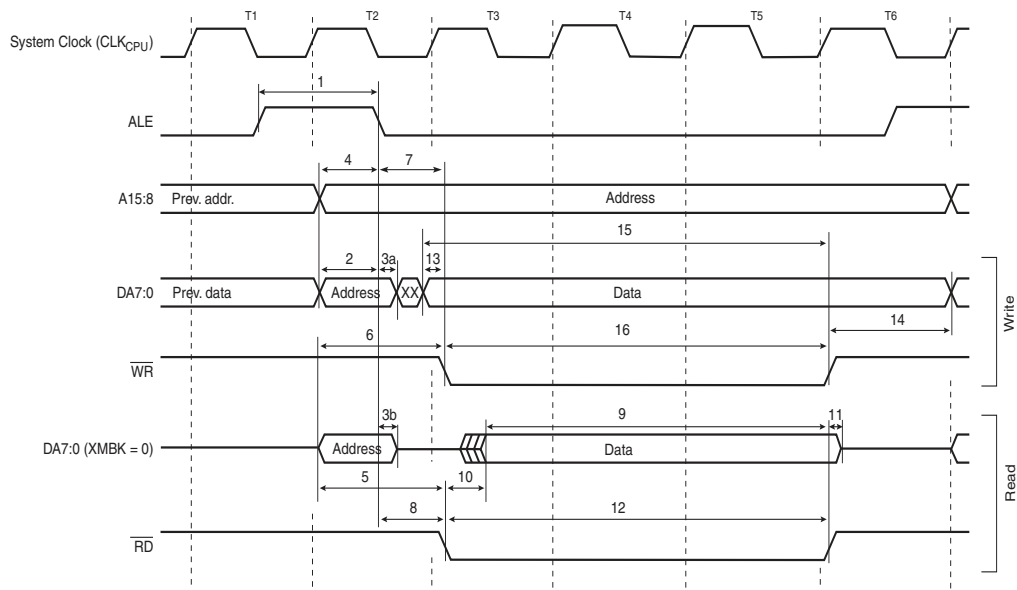 T1 T2 T3 T4 T5 T6
System Clock (CLKCPU)
1
ALE
4 7
A15:8 Prev. addr. Address
15
2 3a 13
DA7:0 Prev. data Address XX Data
14
6 16
WR
Write
3b 9 11
DA7:0 (XMBK = 0) Address Data
5 10
8 12
RD
Read